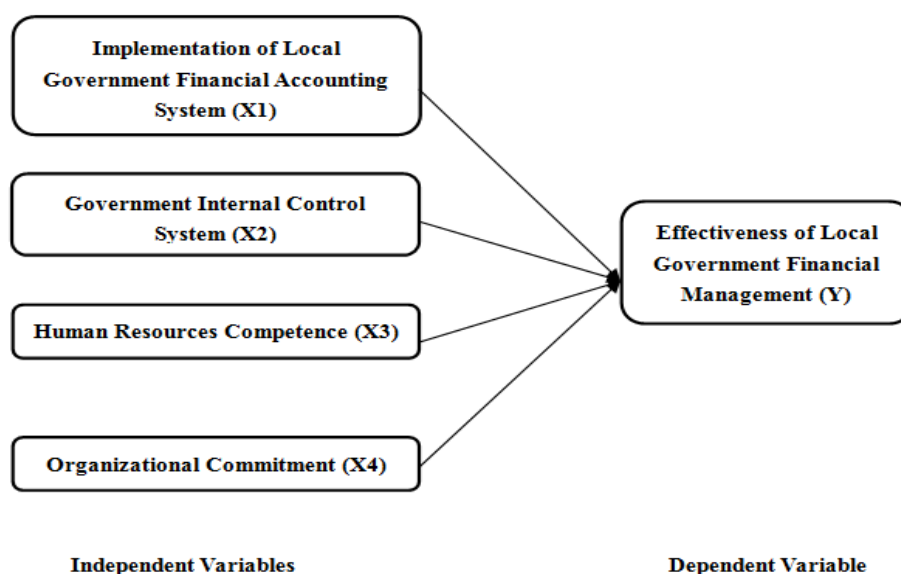 Implementation of Local
Government Financial Accounting
System (X1)
Government Internal Control
System (X2)
Human Resources Competence (X3)
Organizational Commitment (X4)
Effectiveness of Local
Government Financial
Management (Y)
Independent Variables
Dependent Variable